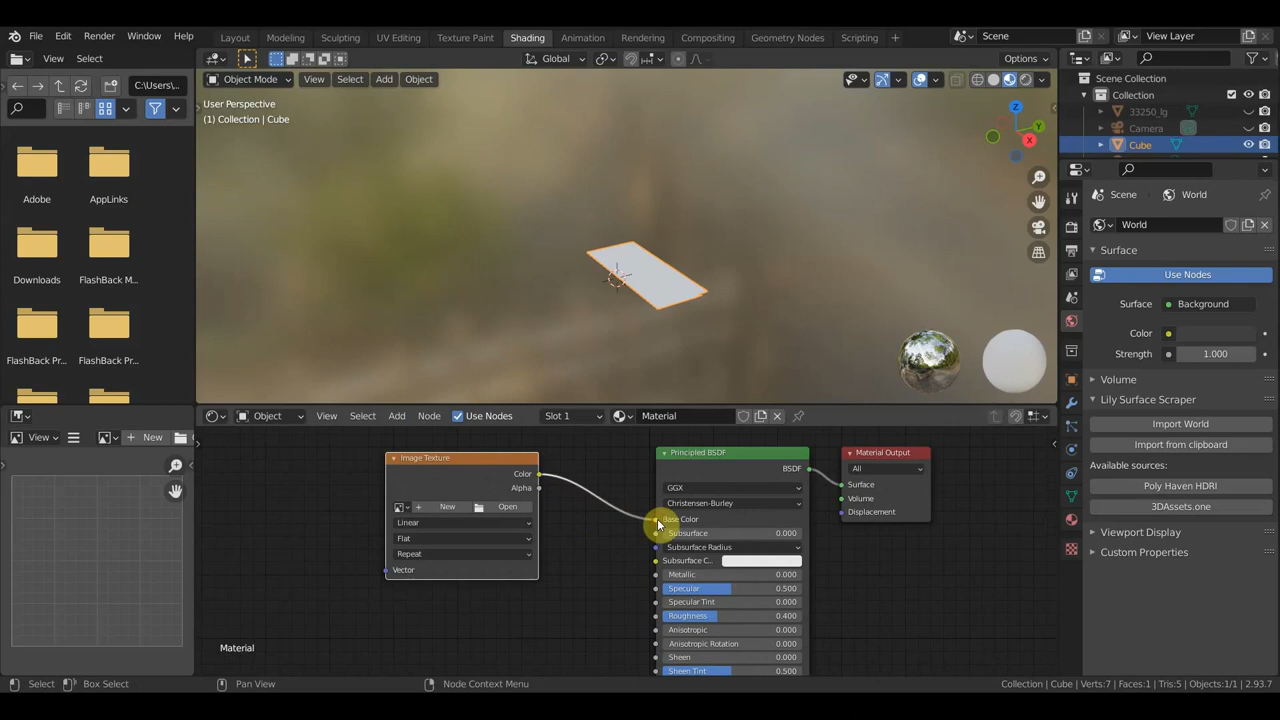 File Edit Render Window Help Layout Modeling Sculpting UV Editing Texture Paint Shading Animation Rendering Compositing Geometry Nodes Scripting + Scene View Layer
View Select Global Options
C:\Users\...
Object Mode View Select Add Object
User Perspective
(1) Collection | Cube
Z
Y
X
Adobe
AppLinks
Downloads
FlashBack M...
FlashBack Pr...
FlashBack Pr...
Scene Collection
Collection
33250_lg
Camera
Cube
Scene World
World
Surface
Use Nodes
Surface Background
Color
Strength 1.000
Volume
Lily Surface Scraper
Import World
Import from clipboard
Available sources:
Poly Haven HDRI
3DAssets.one
Viewport Display
Custom Properties
View + New
Object View Select Add Node Use Nodes Slot 1 Material
Image Texture
Color
Alpha
+ New Open
Linear
Flat
Repeat
Vector
Principled BSDF
BSDF
GGX
Christensen-Burley
Base Color
Subsurface 0.000
Subsurface Radius
Subsurface C...
Metallic 0.000
Specular 0.500
Specular Tint 0.000
Roughness 0.400
Anisotropic 0.000
Anisotropic Rotation 0.000
Sheen 0.000
Sheen Tint 0.500
Material Output
All
Surface
Volume
Displacement
Material
Select Box Select Pan View Node Context Menu Collection | Cube | Verts:7 | Faces:1 | Tris:5 | Objects:1/1 | 2.93.7